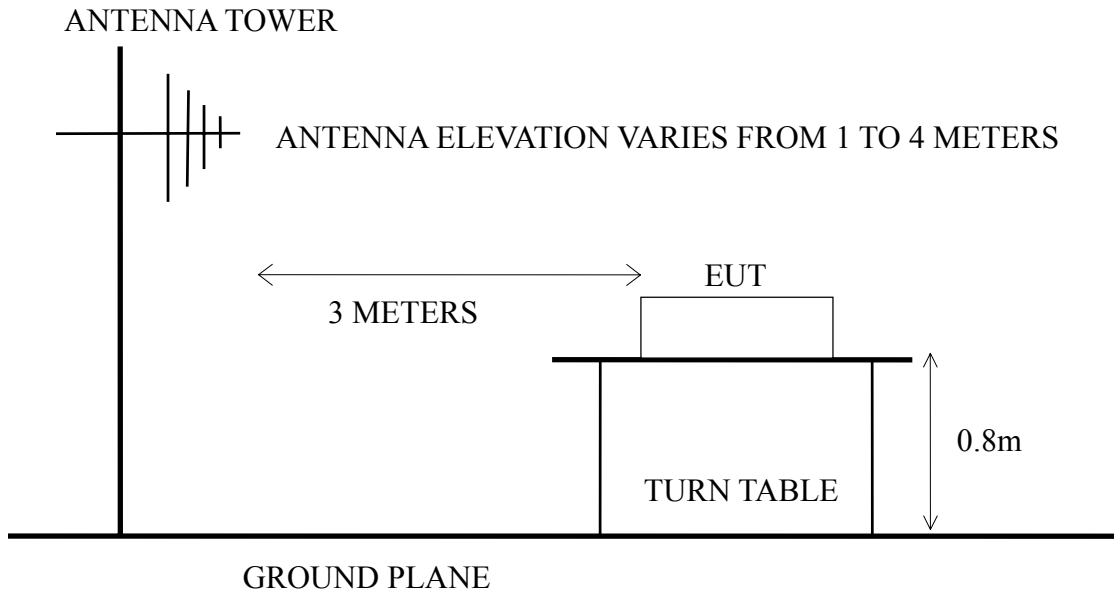 ANTENNA TOWER
ANTENNA ELEVATION VARIES FROM 1 TO 4 METERS
EUT
3 METERS
0.8m
TURN TABLE
GROUND PLANE